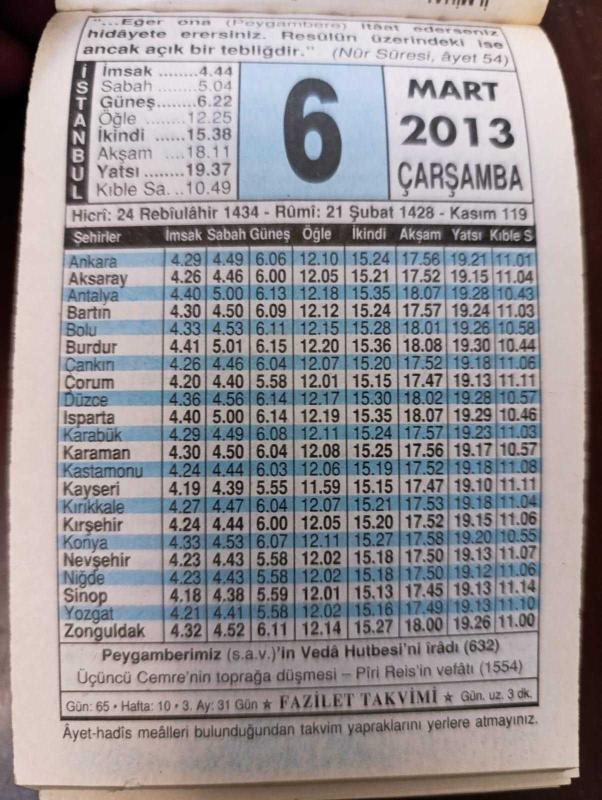 "...Eğer ona (Peygambere) itâat ederseniz
hidâyete erersiniz. Resûlün üzerindeki ise
ancak açık bir tebliğdir." (Nûr Sûresi, âyet 54)
İSTANBUL
İmsak ........4.44
Sabah .......5.04
Güneş........6.22
Öğle ........12.25
İkindi ......15.38
Akşam ....18.11
Yatsı .......19.37
Kıble Sa. ..10.49
6
MART
2013
ÇARŞAMBA
Hicrî: 24 Rebîulâhir 1434 - Rûmî: 21 Şubat 1428 - Kasım 119
Şehirler İmsak Sabah Güneş Öğle İkindi Akşam Yatsı Kıble S
Ankara 4.29 4.49 6.06 12.10 15.24 17.56 19.21 11.01
Aksaray 4.26 4.46 6.00 12.05 15.21 17.52 19.15 11.04
Antalya 4.40 5.00 6.13 12.18 15.35 18.07 19.28 10.43
Bartın 4.30 4.50 6.09 12.12 15.24 17.57 19.24 11.03
Bolu 4.33 4.53 6.11 12.15 15.28 18.01 19.26 10.58
Burdur 4.41 5.01 6.15 12.20 15.36 18.08 19.30 10.44
Çankırı 4.26 4.46 6.04 12.07 15.20 17.52 19.18 11.06
Çorum 4.20 4.40 5.58 12.01 15.15 17.47 19.13 11.11
Düzce 4.36 4.56 6.14 12.17 15.30 18.02 19.28 10.57
Isparta 4.40 5.00 6.14 12.19 15.35 18.07 19.29 10.46
Karabük 4.29 4.49 6.08 12.11 15.24 17.57 19.23 11.03
Karaman 4.30 4.50 6.04 12.08 15.25 17.56 19.17 10.57
Kastamonu 4.24 4.44 6.03 12.06 15.19 17.52 19.18 11.08
Kayseri 4.19 4.39 5.55 11.59 15.15 17.47 19.10 11.11
Kırıkkale 4.27 4.47 6.04 12.07 15.21 17.53 19.18 11.04
Kırşehir 4.24 4.44 6.00 12.05 15.20 17.52 19.15 11.06
Konya 4.33 4.53 6.07 12.11 15.27 17.58 19.20 10.55
Nevşehir 4.23 4.43 5.58 12.02 15.18 17.50 19.13 11.07
Niğde 4.23 4.43 5.58 12.02 15.18 17.50 19.12 11.06
Sinop 4.18 4.38 5.59 12.01 15.13 17.45 19.13 11.14
Yozgat 4.21 4.41 5.58 12.02 15.16 17.49 19.13 11.10
Zonguldak 4.32 4.52 6.11 12.14 15.27 18.00 19.26 11.00
Peygamberimiz (s.a.v.)'in Vedâ Hutbesi'ni îrâdı (632)
Üçüncü Cemre'nin toprağa düşmesi – Pîrî Reis'in vefâtı (1554)
Gün: 65 • Hafta: 10 • 3. Ay: 31 Gün ★ FAZİLET TAKVİMİ ★ Gün. uz. 3 dk.
Âyet-hadîs meâlleri bulunduğundan takvim yapraklarını yerlere atmayınız.